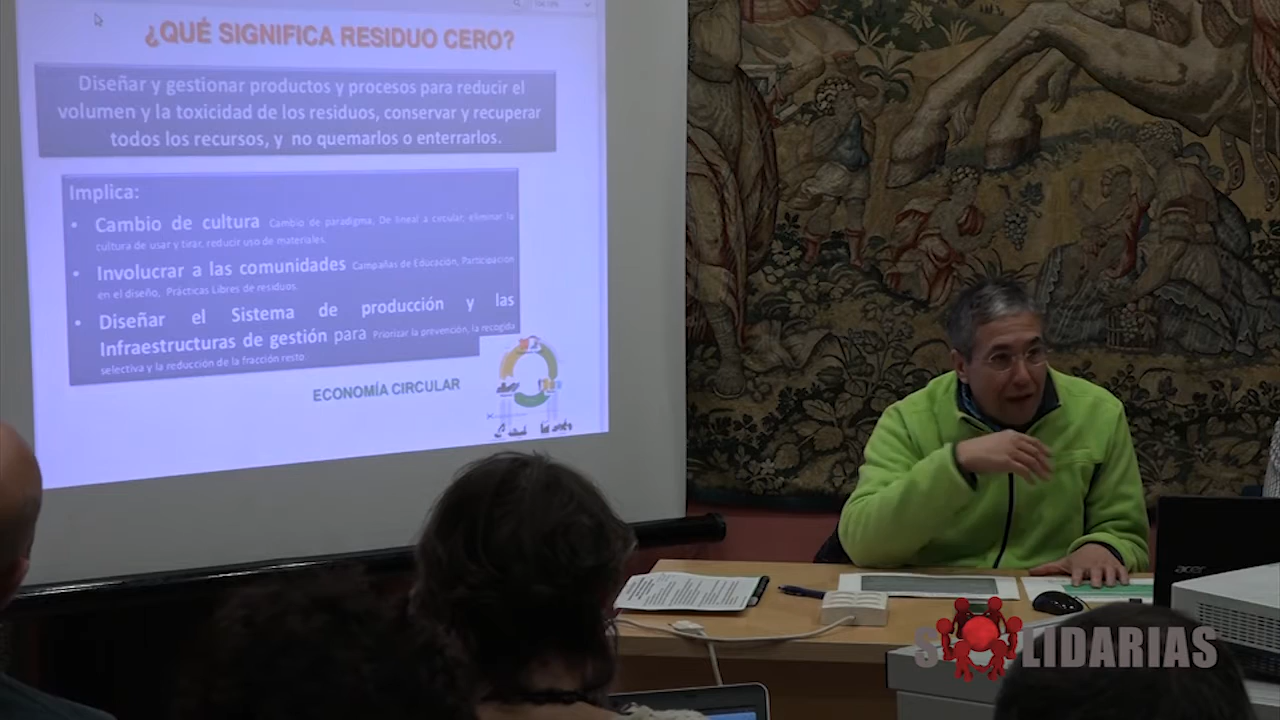 ¿QUÉ SIGNIFICA RESIDUO CERO?
Diseñar y gestionar productos y procesos para reducir el
volumen y la toxicidad de los residuos, conservar y recuperar
todos los recursos, y no quemarlos o enterrarlos.
Implica:
• Cambio de cultura Cambio de paradigma, De lineal a circular; eliminar la
cultura de usar y tirar, reducir uso de materiales.
• Involucrar a las comunidades Campañas de Educación, Participacion
en el diseño, Prácticas Libres de residuos.
• Diseñar el Sistema de producción y las
Infraestructuras de gestión para Priorizar la prevención, la recogida
selectiva y la reducción de la fracción resto
ECONOMÍA CIRCULAR
acer
SOLIDARIAS